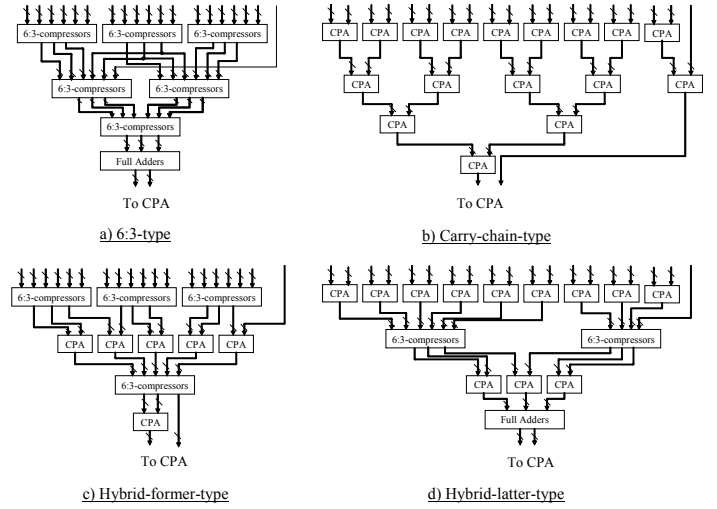 6:3-compressors 6:3-compressors 6:3-compressors
6:3-compressors 6:3-compressors
6:3-compressors
Full Adders
To CPA
a) 6:3-type
CPA CPA CPA CPA CPA CPA CPA CPA CPA
CPA CPA CPA CPA CPA
CPA CPA
CPA
To CPA
b) Carry-chain-type
6:3-compressors 6:3-compressors 6:3-compressors
CPA CPA CPA CPA CPA
6:3-compressors
CPA
To CPA
c) Hybrid-former-type
CPA CPA CPA CPA CPA CPA CPA CPA CPA
6:3-compressors 6:3-compressors
CPA CPA CPA
Full Adders
To CPA
d) Hybrid-latter-type